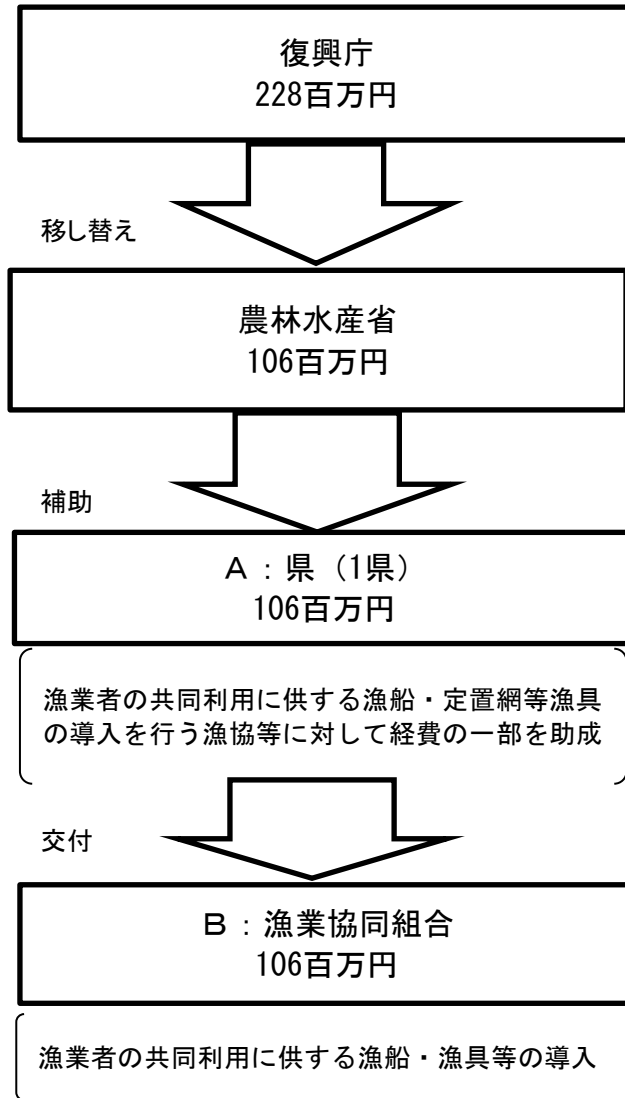 復興庁
228百万円
移し替え
農林水産省
106百万円
補助
Ａ：県（1県）
106百万円
漁業者の共同利用に供する漁船・定置網等漁具
の導入を行う漁協等に対して経費の一部を助成
交付
Ｂ：漁業協同組合
106百万円
漁業者の共同利用に供する漁船・漁具等の導入